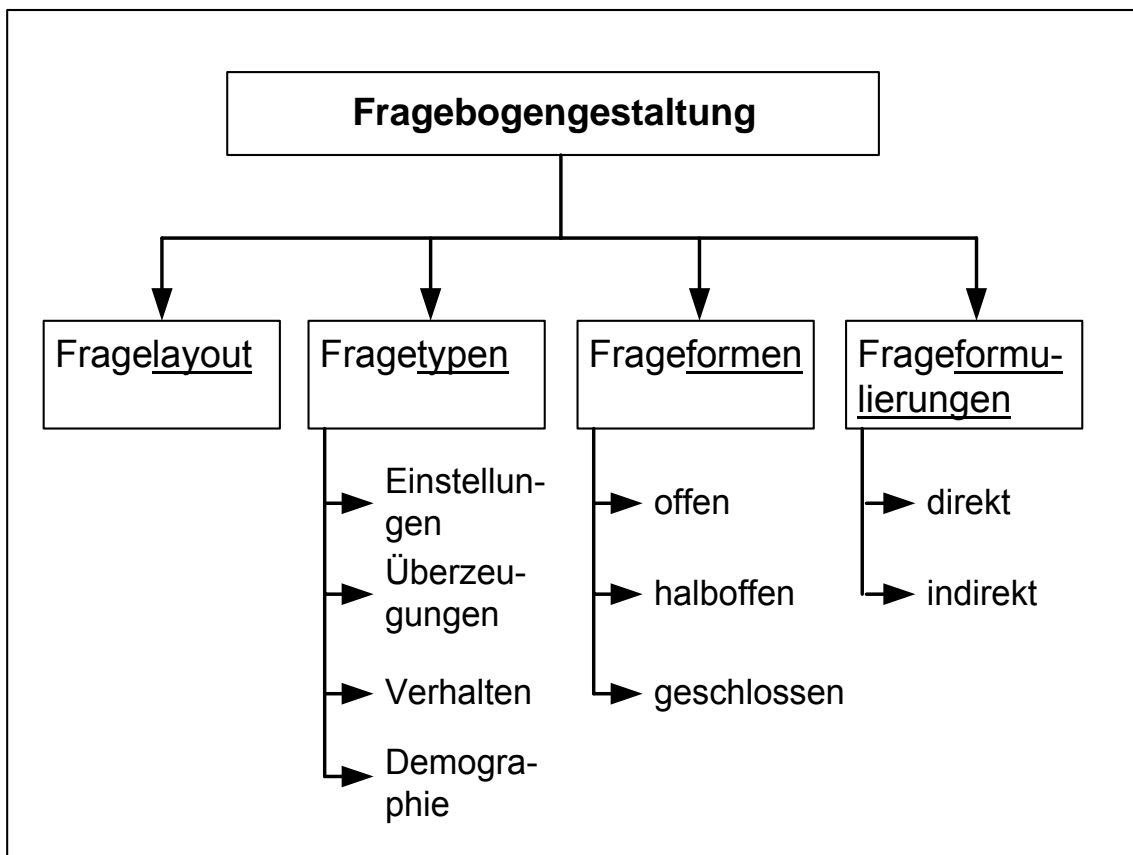 Fragebogengestaltung
Fragelayout
Fragetypen
Einstellun-
gen
Überzeu-
gungen
Verhalten
Demogra-
phie
Frageformen
offen
halboffen
geschlossen
Frageformu-
lierungen
direkt
indirekt